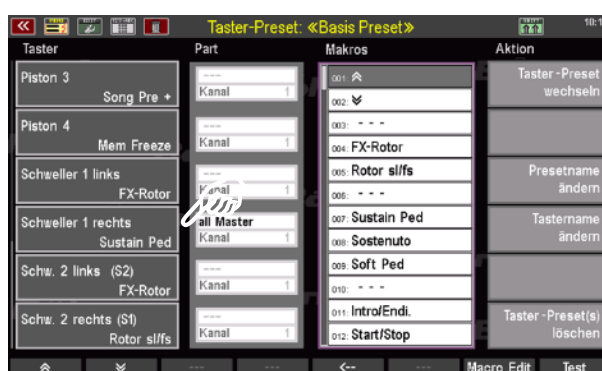 Taster-Preset: «Basis Preset»
10:1
Taster
Part
Makros
Aktion
Piston 3
Song Pre +
---
Kanal 1
Piston 4
Mem Freeze
---
Kanal 1
Schweller 1 links
FX-Rotor
---
Kanal 1
Schweller 1 rechts
Sustain Ped
all Master
Kanal 1
Schw. 2 links (S2)
FX-Rotor
---
Kanal 1
Schw. 2 rechts (S1)
Rotor sl/fs
---
Kanal 1
001:
002:
003: - - -
004: FX-Rotor
005: Rotor sl/fs
006: - - -
007: Sustain Ped
008: Sostenuto
009: Soft Ped
010: - - -
011: Intro/Endi.
012: Start/Stop
Taster-Preset
wechseln
Presetname
ändern
Tastername
ändern
Taster-Preset(s)
löschen
--- --- <-- --- Macro Edit Test